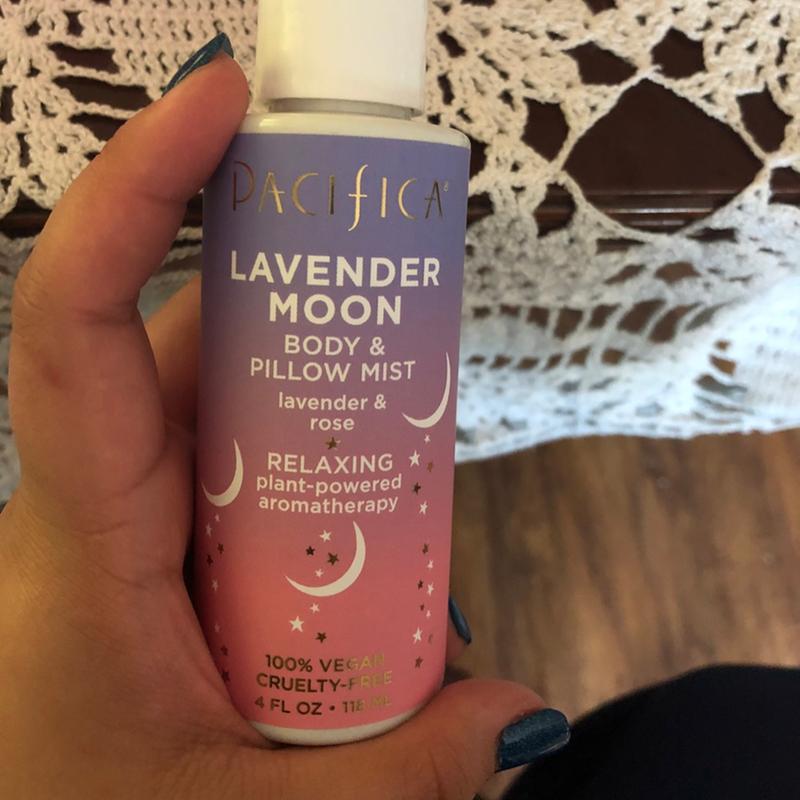 PACIFICA®
LAVENDER
MOON
BODY &
PILLOW MIST
lavender &
rose
RELAXING
plant-powered
aromatherapy
100% VEGAN
CRUELTY-FREE
4 FL OZ • 118 ML